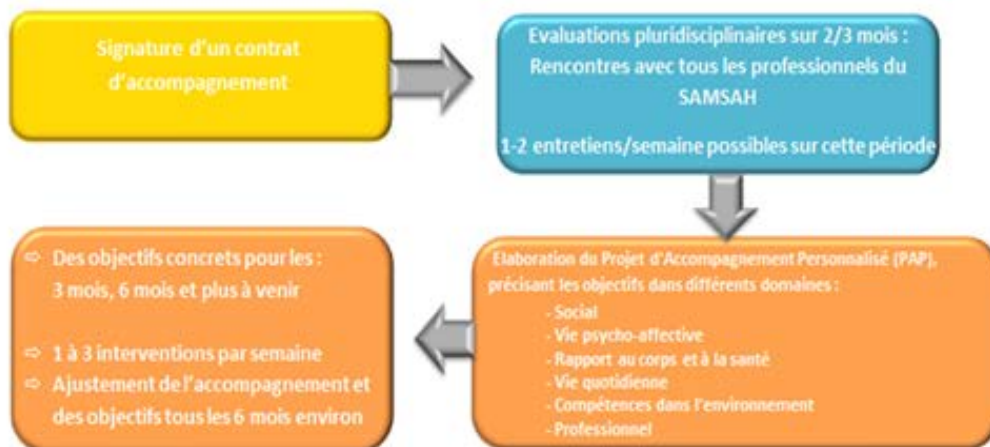 Signature d'un contrat
d'accompagnement
Evaluations pluridisciplinaires sur 2/3 mois :
Rencontres avec tous les professionnels du
SAMSAH
1-2 entretiens/semaine possibles sur cette période
Elaboration du Projet d'Accompagnement Personnalisé (PAP),
précisant les objectifs dans différents domaines :
- Social
- Vie psycho-affective
- Rapport au corps et à la santé
- Vie quotidienne
- Compétences dans l'environnement
- Professionnel
⇨ Des objectifs concrets pour les :
3 mois, 6 mois et plus à venir
⇨ 1 à 3 interventions par semaine
⇨ Ajustement de l'accompagnement et
des objectifs tous les 6 mois environ